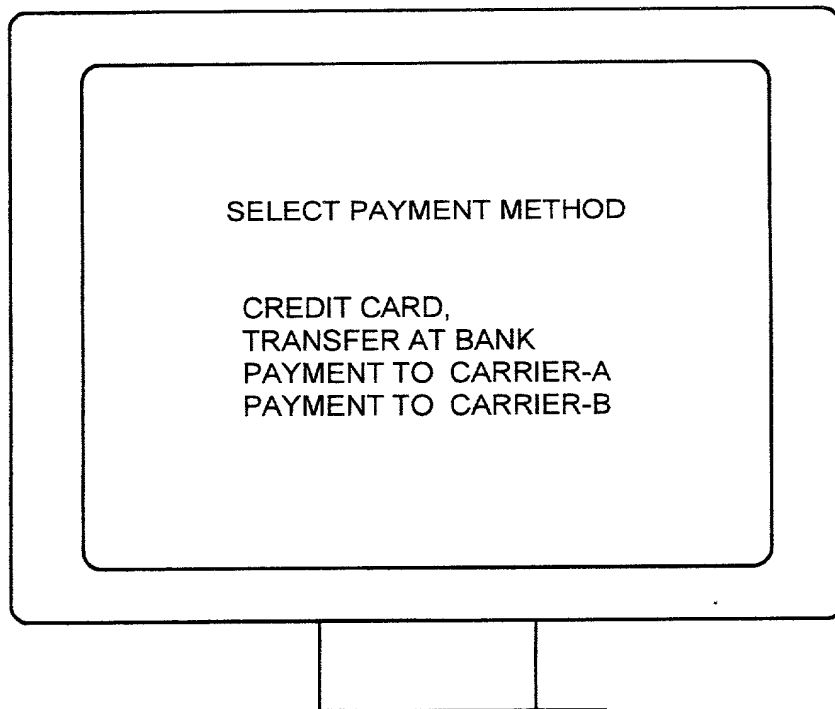 SELECT PAYMENT METHOD
CREDIT CARD,
TRANSFER AT BANK
PAYMENT TO CARRIER-A
PAYMENT TO CARRIER-B